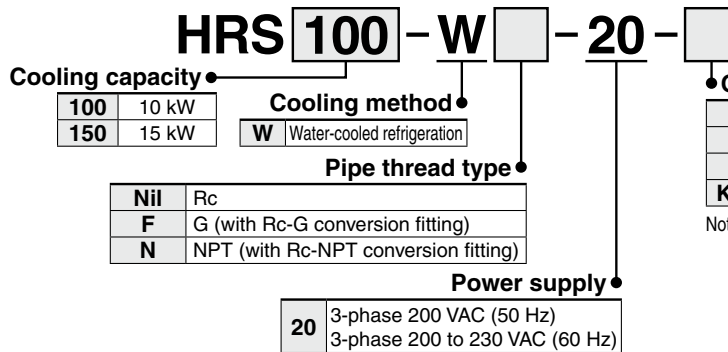 HRS 100 - W - 20 -
Cooling capacity
100 10 kW
150 15 kW
Cooling method
W Water-cooled refrigeration
Pipe thread type
Nil Rc
F G (with Rc-G conversion fitting)
N NPT (with Rc-NPT conversion fitting)
Power supply
20 3-phase 200 VAC (50 Hz)
3-phase 200 to 230 VAC (60 Hz)
K